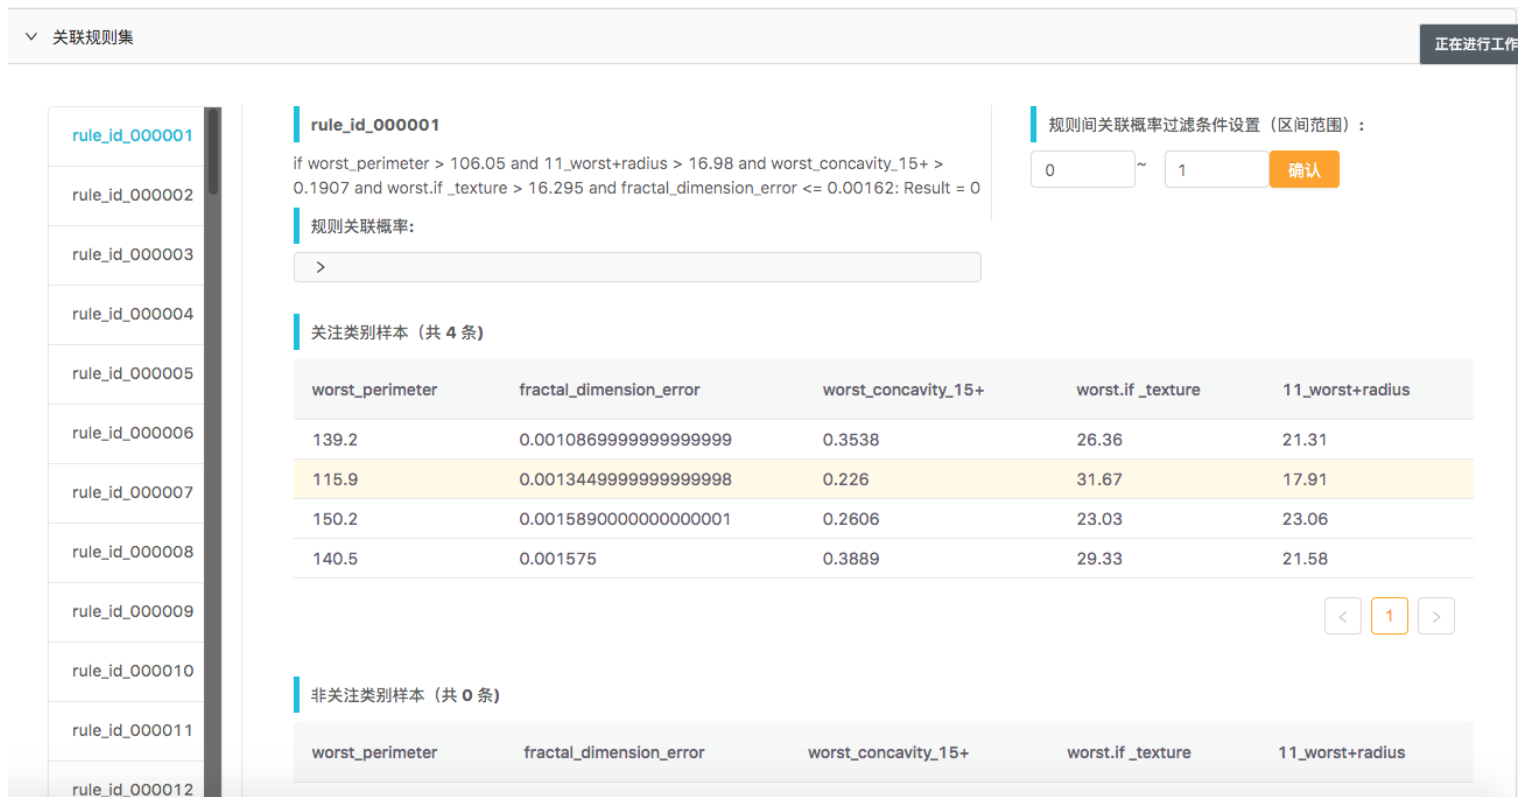 关联规则集
正在进行工作
rule_id_000001
rule_id_000002
rule_id_000003
rule_id_000004
rule_id_000005
rule_id_000006
rule_id_000007
rule_id_000008
rule_id_000009
rule_id_000010
rule_id_000011
rule_id_000012
rule_id_000001
if worst_perimeter > 106.05 and 11_worst+radius > 16.98 and worst_concavity_15+ >
0.1907 and worst.if _texture > 16.295 and fractal_dimension_error <= 0.00162: Result = 0
规则关联概率:
>
规则间关联概率过滤条件设置（区间范围）:
0 ~ 1 确认
关注类别样本（共 4 条)
worst_perimeter fractal_dimension_error worst_concavity_15+ worst.if _texture 11_worst+radius
139.2 0.0010869999999999999 0.3538 26.36 21.31
115.9 0.0013449999999999998 0.226 31.67 17.91
150.2 0.0015890000000000001 0.2606 23.03 23.06
140.5 0.001575 0.3889 29.33 21.58
< 1 >
非关注类别样本（共 0 条)
worst_perimeter fractal_dimension_error worst_concavity_15+ worst.if _texture 11_worst+radius